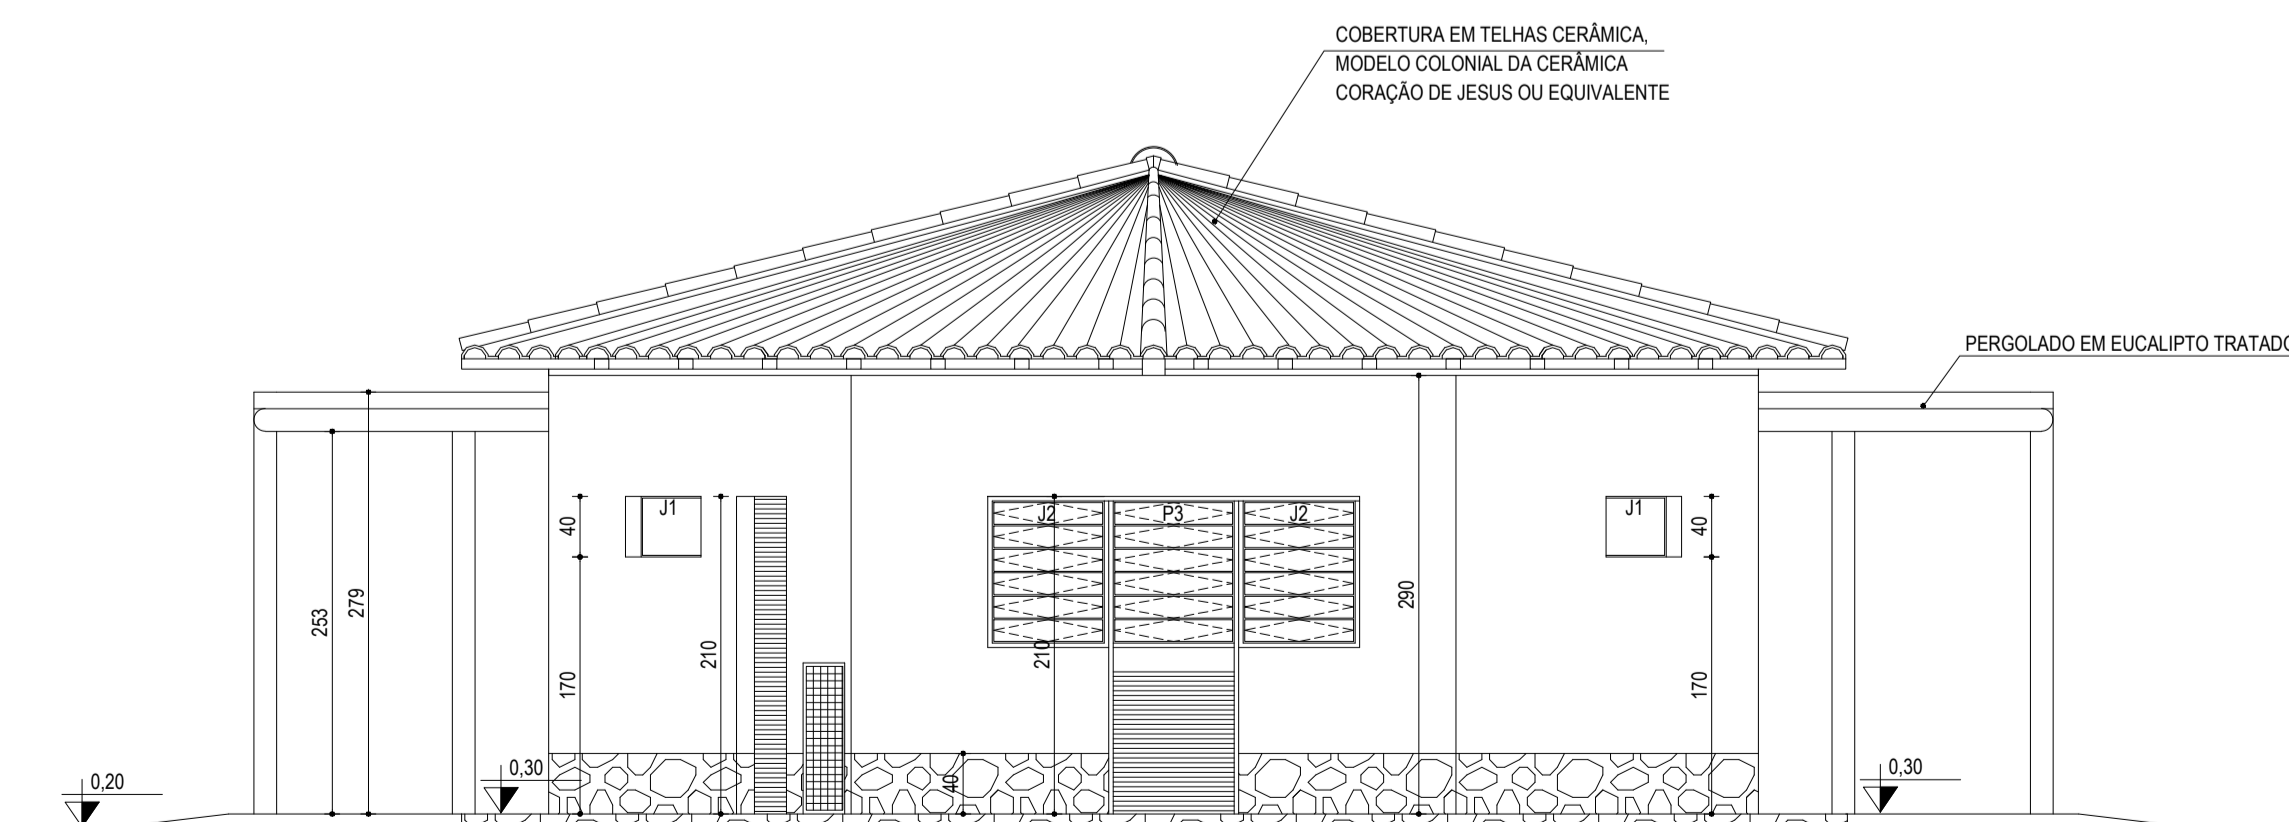 COBERTURA EM TELHAS CERÂMICA,
MODELO COLONIAL DA CERÂMICA
CORAÇÃO DE JESUS OU EQUIVALENTE
PERGOLADO EM EUCALIPTO TRATADO
J1
J2
P3
J2
J1
40
40
253
279
290
210
210
170
170
40
0,20
0,30
0,30